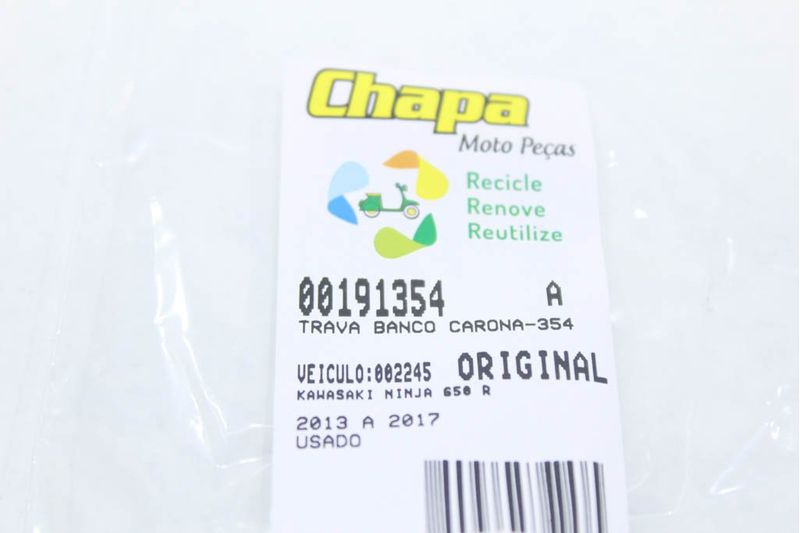 Chapa
Moto Peças
Recicle
Renove
Reutilize
00191354 A
TRAVA BANCO CARONA-354
VEICULO:002245 ORIGINAL
KAWASAKI NINJA 650 R
2013 A 2017
USADO